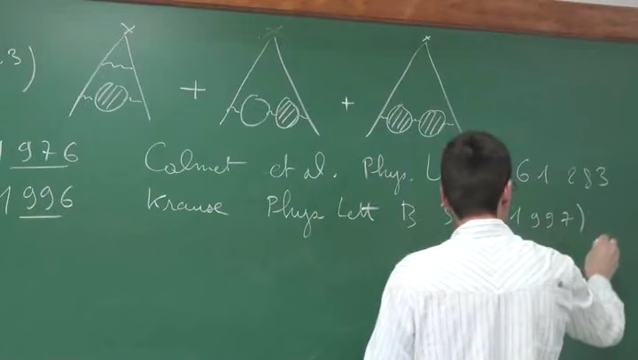 3)
+ +
1976 Calmet et al. Phys. L 61 283
1996 Krause Phys Lett B 1997)